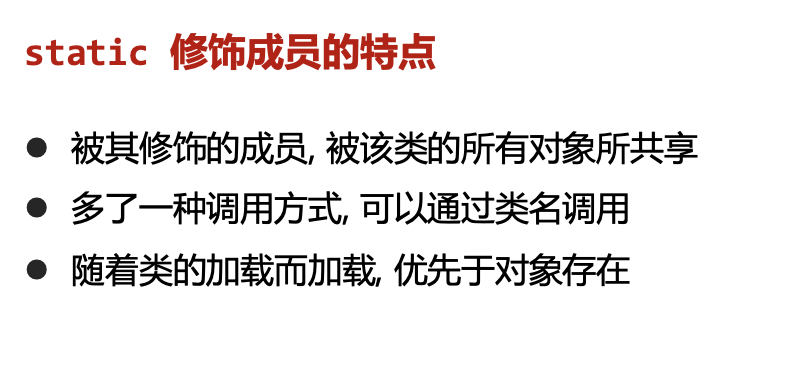 static 修饰成员的特点
● 被其修饰的成员, 被该类的所有对象所共享
● 多了一种调用方式, 可以通过类名调用
● 随着类的加载而加载, 优先于对象存在